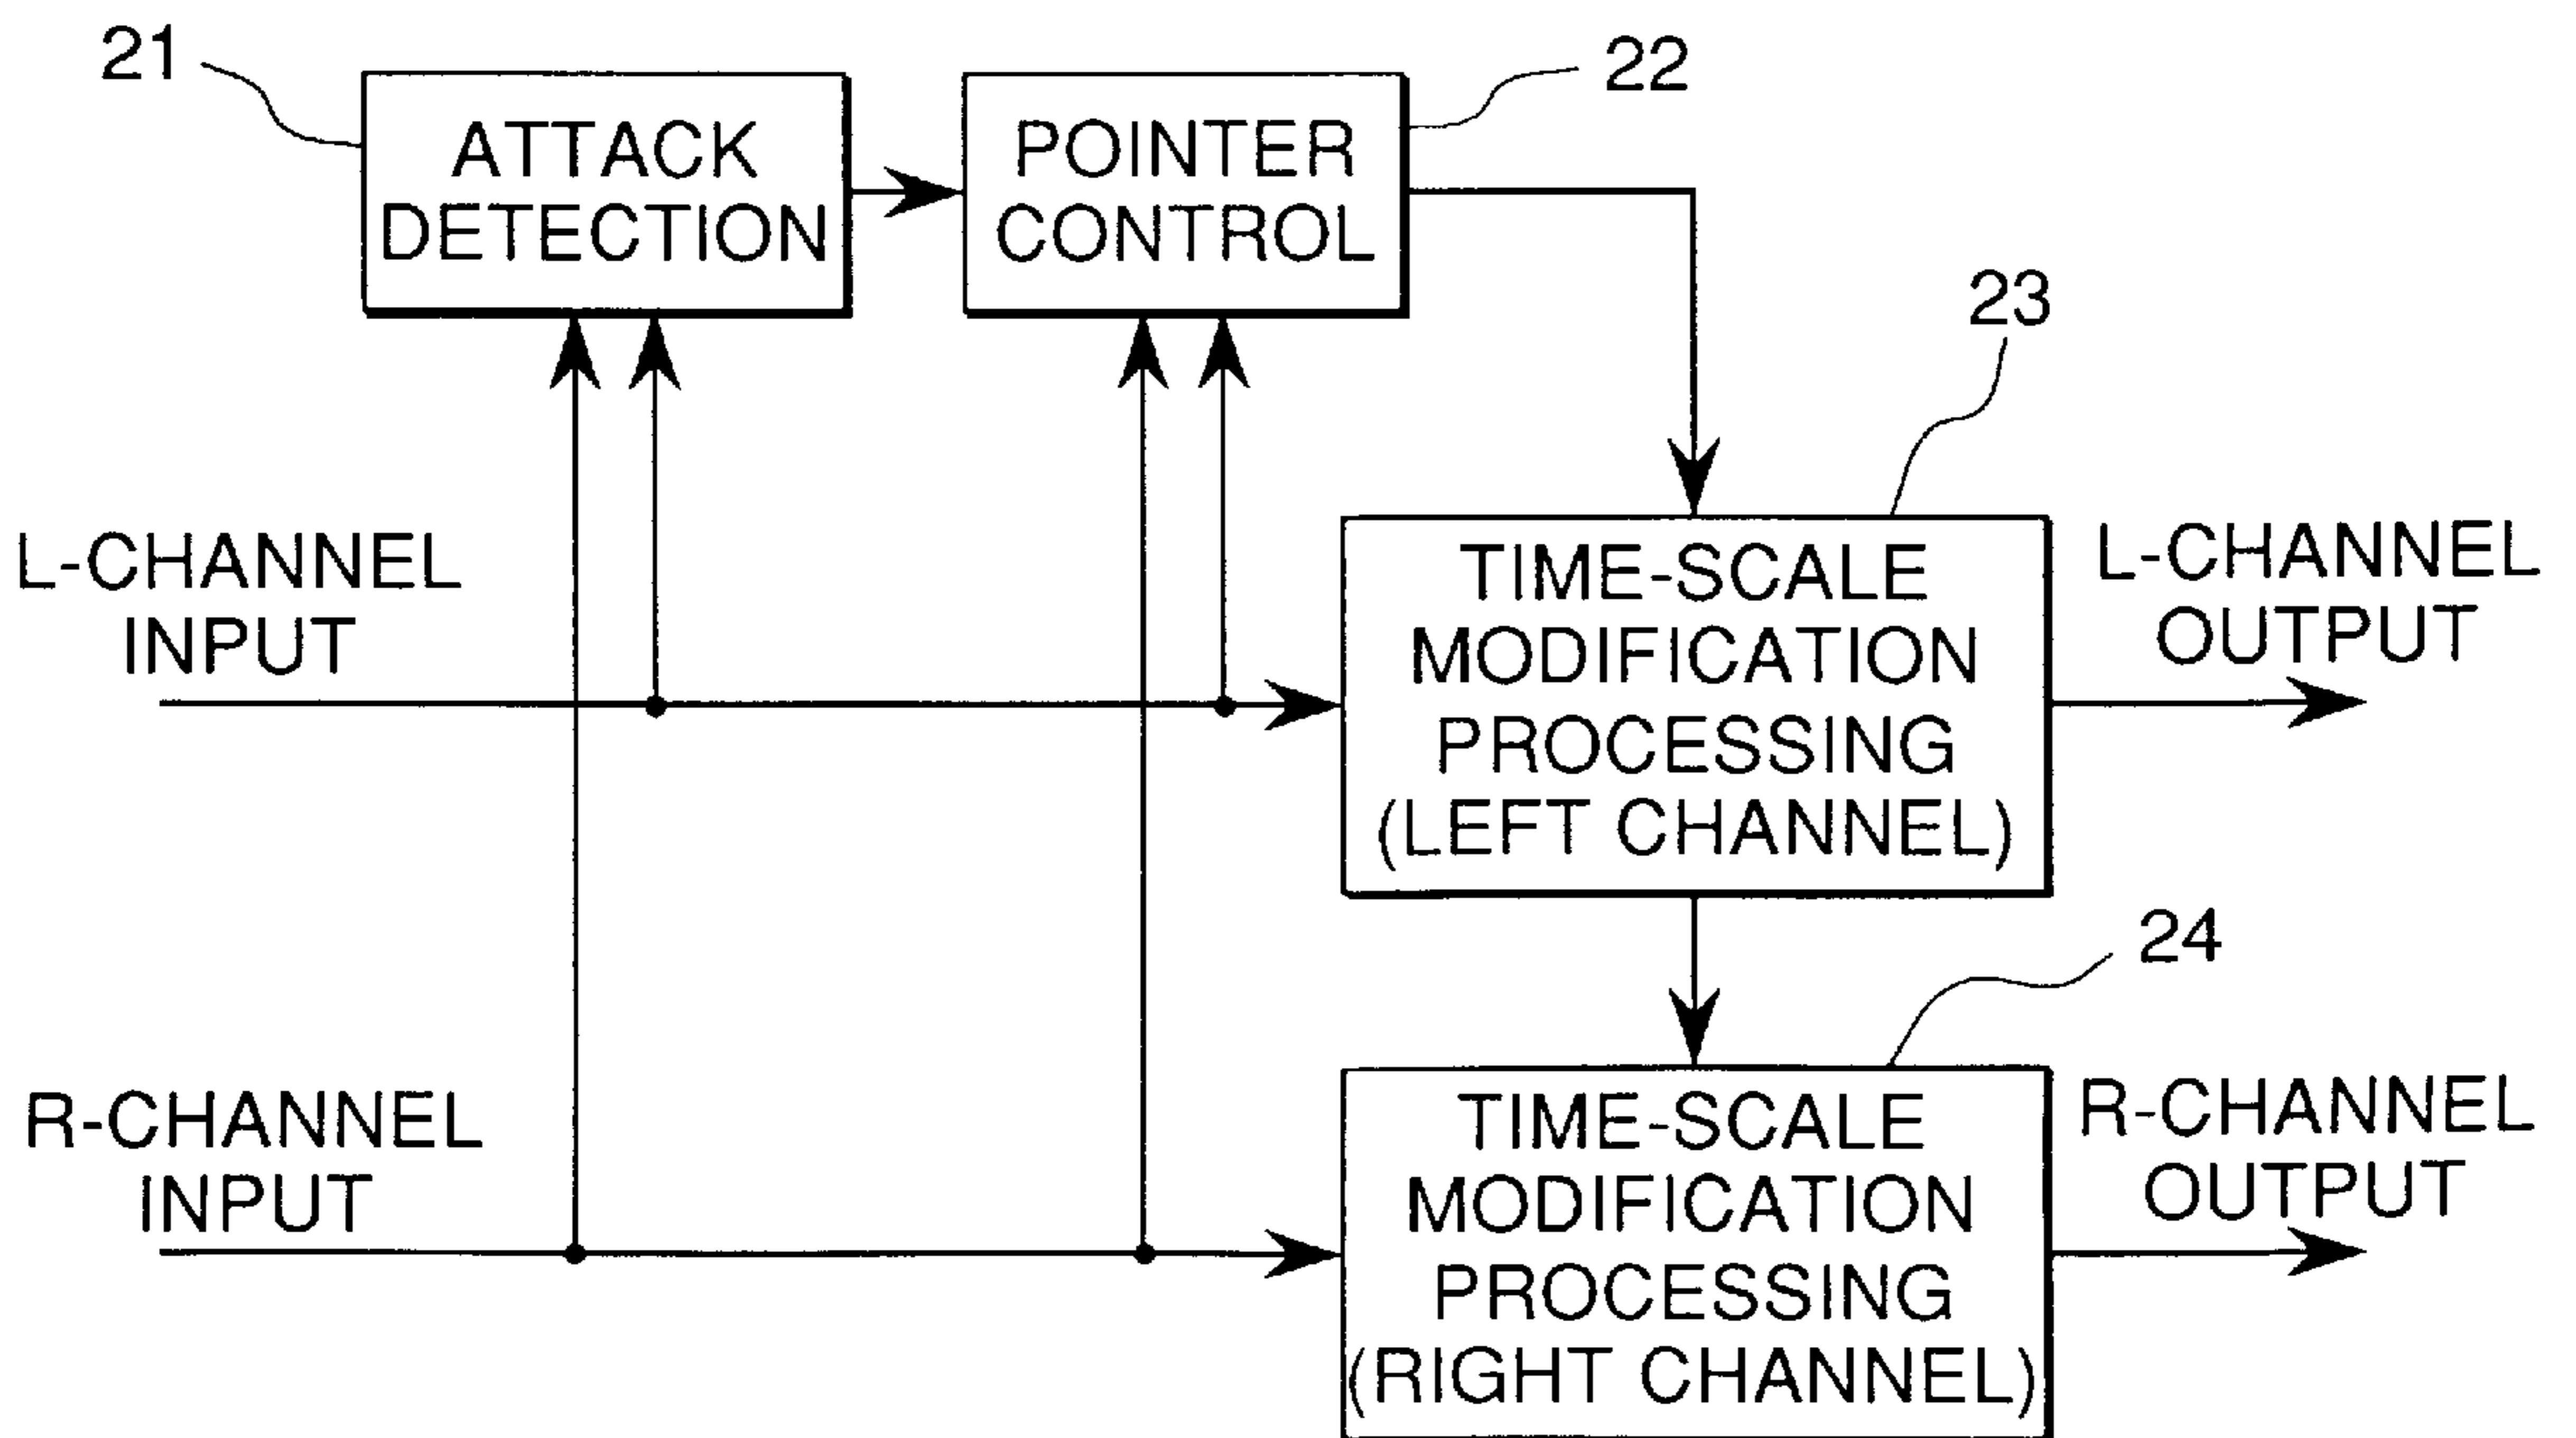 21
ATTACK
DETECTION
POINTER
CONTROL
22
23
L-CHANNEL
INPUT
TIME-SCALE
MODIFICATION
PROCESSING
(LEFT CHANNEL)
L-CHANNEL
OUTPUT
24
R-CHANNEL
INPUT
TIME-SCALE
MODIFICATION
PROCESSING
(RIGHT CHANNEL)
R-CHANNEL
OUTPUT